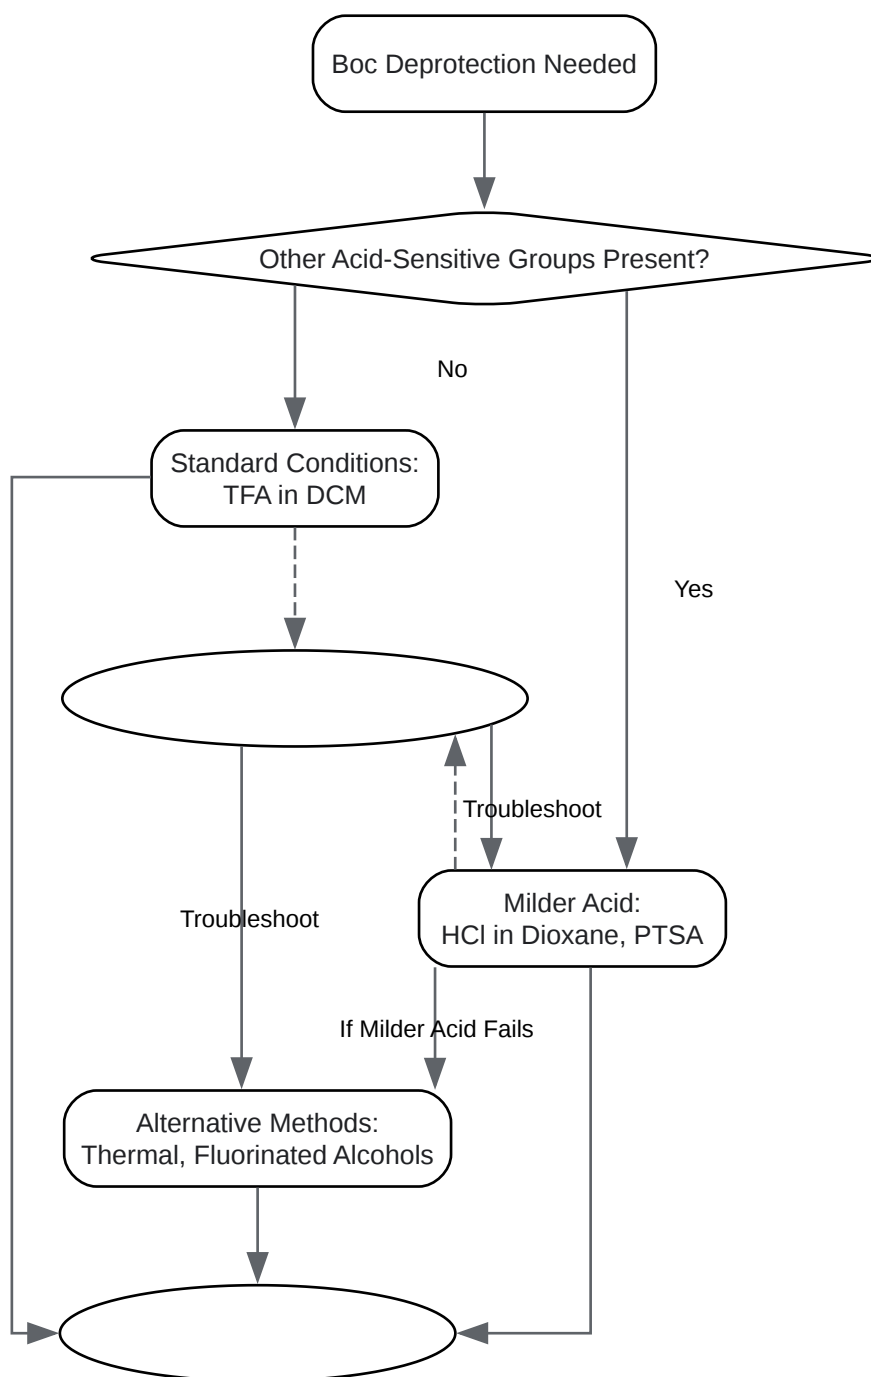 Boc Deprotection Needed
Other Acid-Sensitive Groups Present?
No
Standard Conditions:
TFA in DCM
Yes
Troubleshoot
Milder Acid:
HCl in Dioxane, PTSA
Troubleshoot
If Milder Acid Fails
Alternative Methods:
Thermal, Fluorinated Alcohols